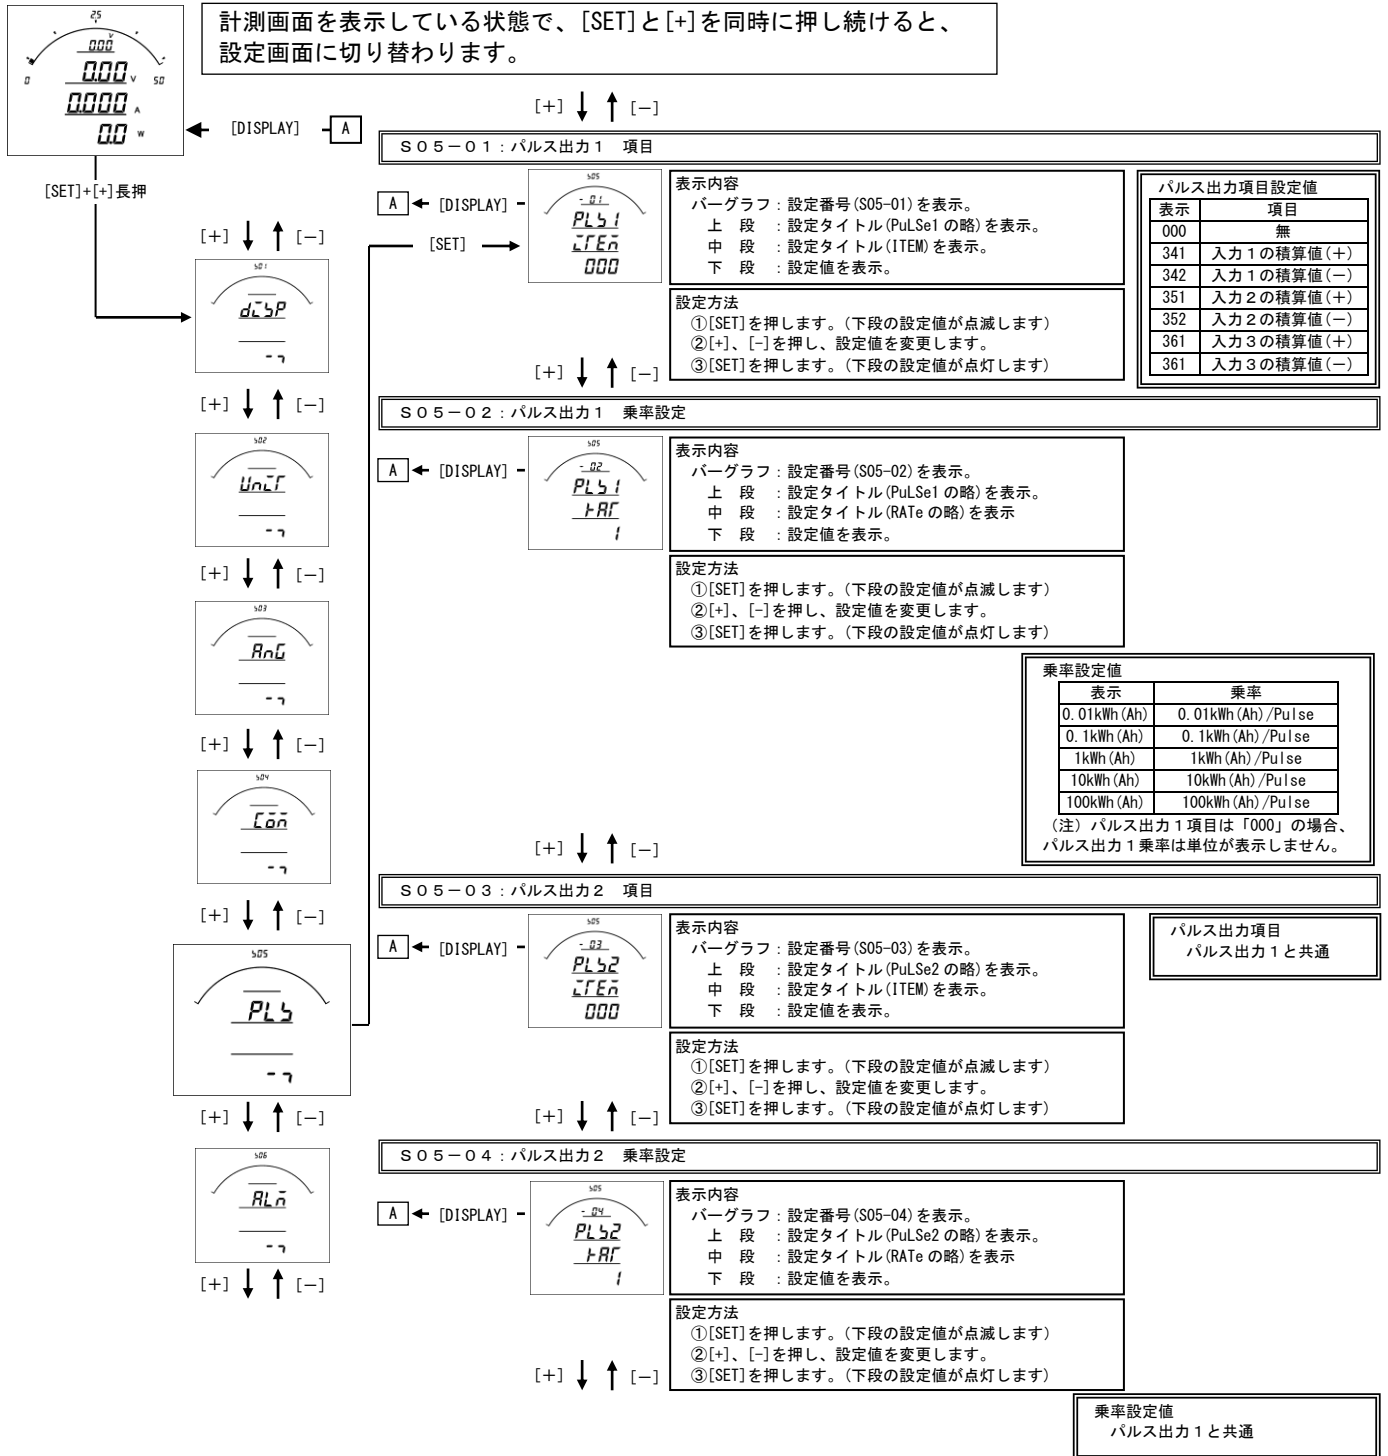 計測画面を表示している状態で、[SET]と[+]を同時に押し続けると、
設定画面に切り替わります。
2.5
0.00 V
0 0.00 V 50
0.000 A
0.0 W
[DISPLAY] A
[SET]+[+]長押
[+] [−]
S01
dISP
[+] [−]
S02
UnIT
[+] [−]
S03
AnG
[+] [−]
S04
Com
[+] [−]
S05
PLS
[+] [−]
S06
ALm
[+] [−]
[+] [−]
S05−01:パルス出力1 項目
A [DISPLAY]
[SET]
S05
-01
PLS1
ITEm
000
表示内容
バーグラフ:設定番号(S05-01)を表示。
上 段 :設定タイトル(PuLSe1の略)を表示。
中 段 :設定タイトル(ITEM)を表示。
下 段 :設定値を表示。
設定方法
①[SET]を押します。(下段の設定値が点滅します)
②[+]、[-]を押し、設定値を変更します。
③[SET]を押します。(下段の設定値が点灯します)
パルス出力項目設定値
表示 項目
000 無
341 入力1の積算値(+)
342 入力1の積算値(−)
351 入力2の積算値(+)
352 入力2の積算値(−)
361 入力3の積算値(+)
361 入力3の積算値(−)
[+] [−]
S05−02:パルス出力1 乗率設定
A [DISPLAY]
S05
-02
PLS1
rAT
1
表示内容
バーグラフ:設定番号(S05-02)を表示。
上 段 :設定タイトル(PuLSe1の略)を表示。
中 段 :設定タイトル(RATeの略)を表示
下 段 :設定値を表示。
設定方法
①[SET]を押します。(下段の設定値が点滅します)
②[+]、[-]を押し、設定値を変更します。
③[SET]を押します。(下段の設定値が点灯します)
乗率設定値
表示 乗率
0.01kWh(Ah) 0.01kWh(Ah)/Pulse
0.1kWh(Ah) 0.1kWh(Ah)/Pulse
1kWh(Ah) 1kWh(Ah)/Pulse
10kWh(Ah) 10kWh(Ah)/Pulse
100kWh(Ah) 100kWh(Ah)/Pulse
(注)パルス出力1項目は「000」の場合、
パルス出力1乗率は単位が表示しません。
[+] [−]
S05−03:パルス出力2 項目
A [DISPLAY]
S05
-03
PLS2
ITEm
000
表示内容
バーグラフ:設定番号(S05-03)を表示。
上 段 :設定タイトル(PuLSe2の略)を表示。
中 段 :設定タイトル(ITEM)を表示。
下 段 :設定値を表示。
設定方法
①[SET]を押します。(下段の設定値が点滅します)
②[+]、[-]を押し、設定値を変更します。
③[SET]を押します。(下段の設定値が点灯します)
パルス出力項目
パルス出力1と共通
[+] [−]
S05−04:パルス出力2 乗率設定
A [DISPLAY]
S05
-04
PLS2
rAT
1
表示内容
バーグラフ:設定番号(S05-04)を表示。
上 段 :設定タイトル(PuLSe2の略)を表示。
中 段 :設定タイトル(RATeの略)を表示
下 段 :設定値を表示。
設定方法
①[SET]を押します。(下段の設定値が点滅します)
②[+]、[-]を押し、設定値を変更します。
③[SET]を押します。(下段の設定値が点灯します)
[+] [−]
乗率設定値
パルス出力1と共通